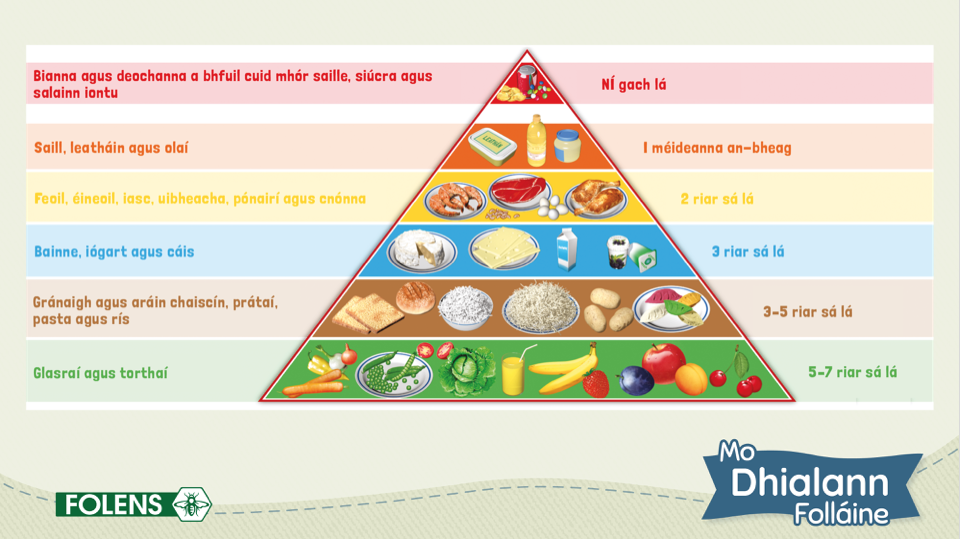 Bianna agus deochanna a bhfuil cuid mhór saille, siúcra agus
salainn iontu
NÍ gach lá
Saill, leatháin agus olaí
I méideanna an-bheag
Feoil, éineoil, iasc, uibheacha, pónairí agus cnónna
2 riar sá lá
Bainne, iógart agus cáis
3 riar sá lá
Gránaigh agus aráin chaiscín, prátaí,
pasta agus rís
3-5 riar sá lá
Glasraí agus torthaí
5-7 riar sá lá
FOLENS
Mo
Dhialann
Folláine